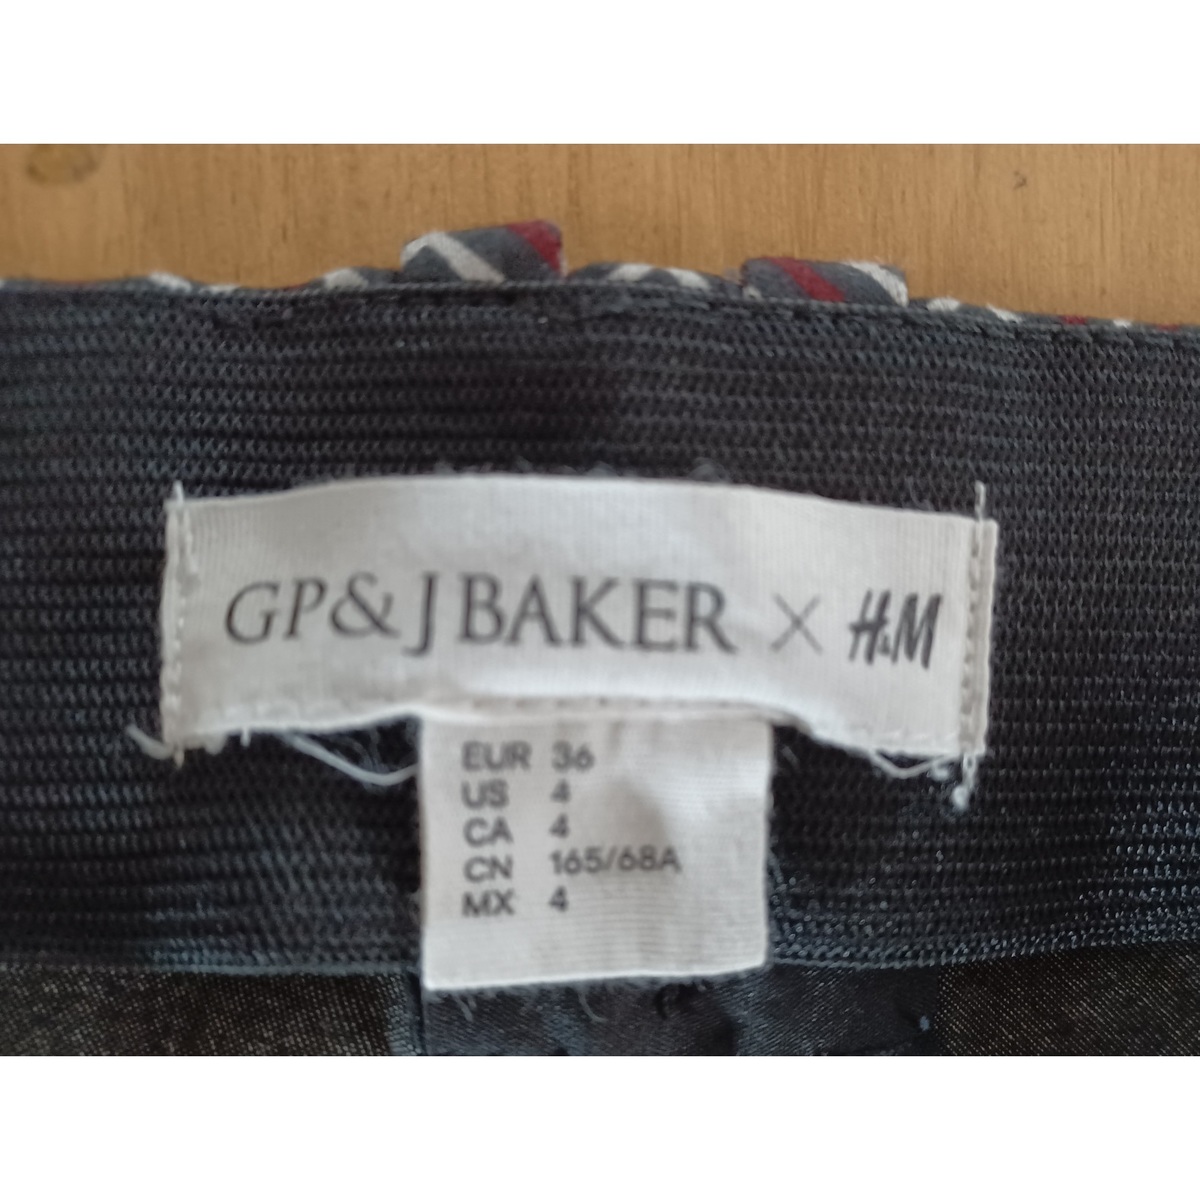 GP&J BAKER × H&M
EUR 36
US 4
CA 4
CN 165/68A
MX 4